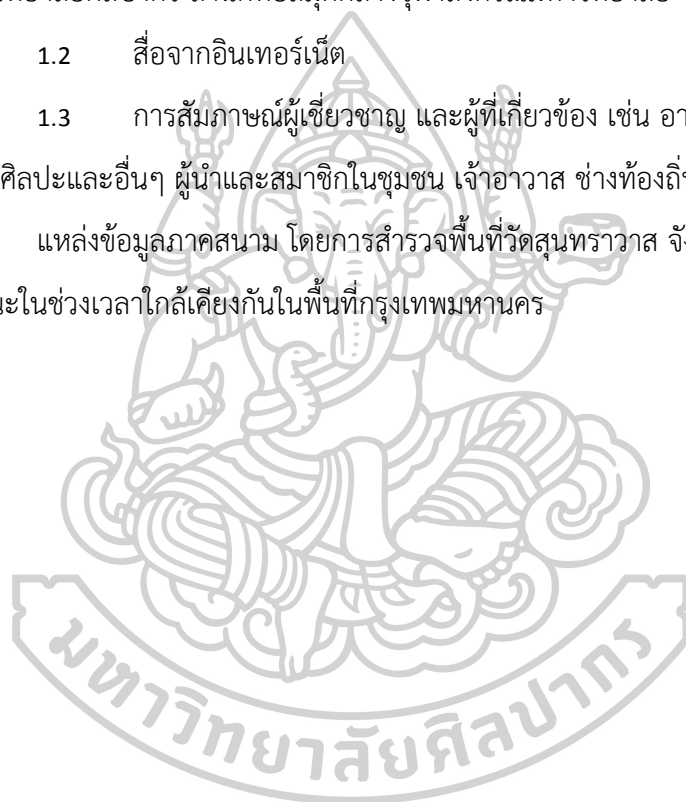 1.2 สื่อจากอินเทอร์เน็ต
1.3 การสัมภาษณ์ผู้เชี่ยวชาญ และผู้ที่เกี่ยวข้อง เช่น อา
ศิลปะและอื่นๆ ผู้นำและสมาชิกในชุมชน เจ้าอาวาส ช่างท้องถิ่น
แหล่งข้อมูลภาคสนาม โดยการสำรวจพื้นที่วัดสุนทราวาส จัง
ะในช่วงเวลาใกล้เคียงกันในพื้นที่กรุงเทพมหานคร
มหาวิทยาลัยศิลปากร